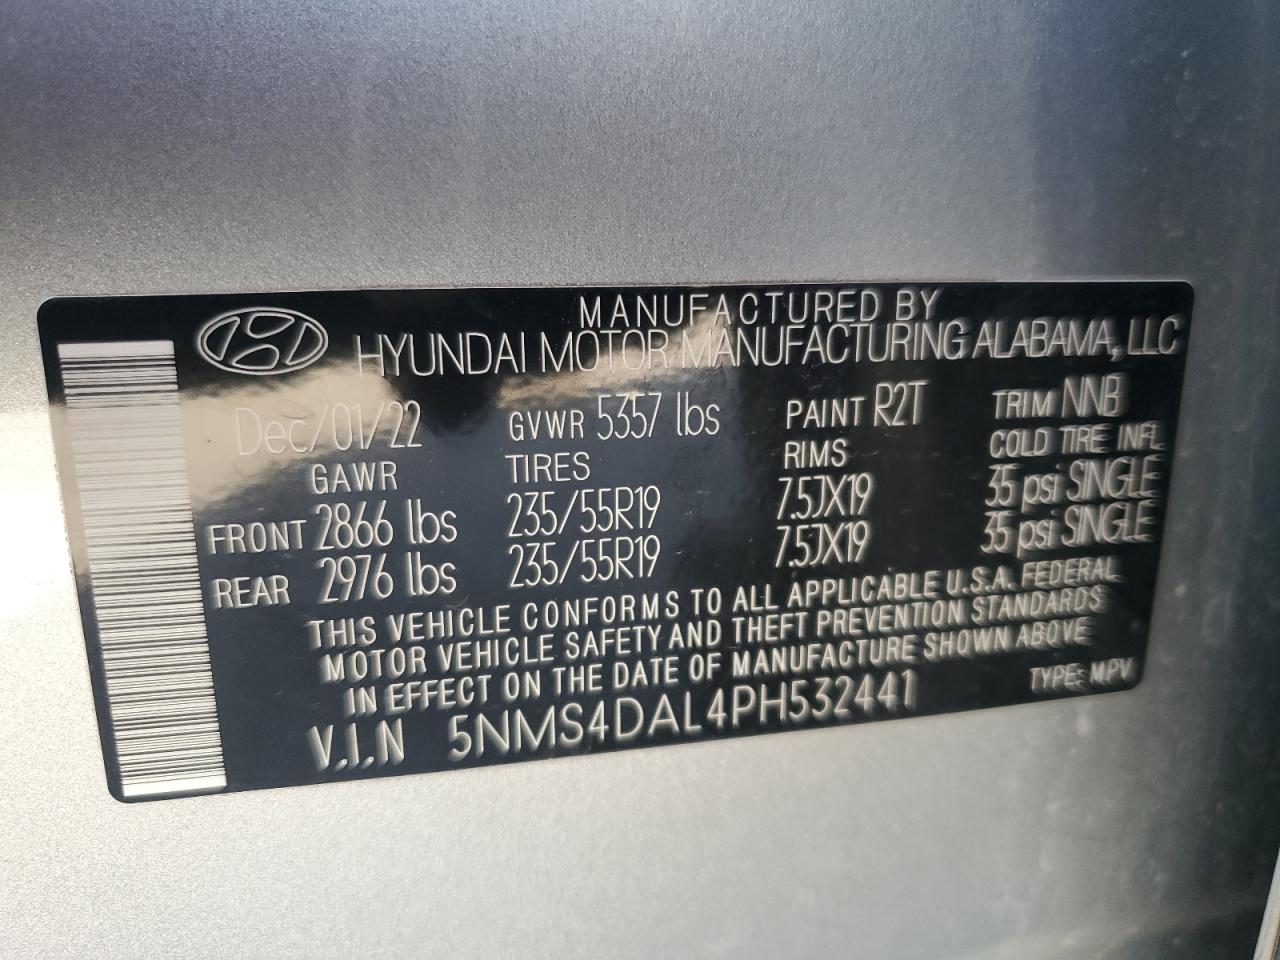 MANUFACTURED BY
HYUNDAI MOTOR MANUFACTURING ALABAMA, LLC
Dec/01/22 GVWR 5357 lbs PAINT R2T TRIM NNB
GAWR TIRES RIMS COLD TIRE INFL
FRONT 2866 lbs 235/55R19 7.5JX19 35 psi SINGLE
REAR 2976 lbs 235/55R19 7.5JX19 35 psi SINGLE
THIS VEHICLE CONFORMS TO ALL APPLICABLE U.S.A. FEDERAL
MOTOR VEHICLE SAFETY AND THEFT PREVENTION STANDARDS
IN EFFECT ON THE DATE OF MANUFACTURE SHOWN ABOVE
V.I.N 5NMS4DAL4PH532441 TYPE: MPV